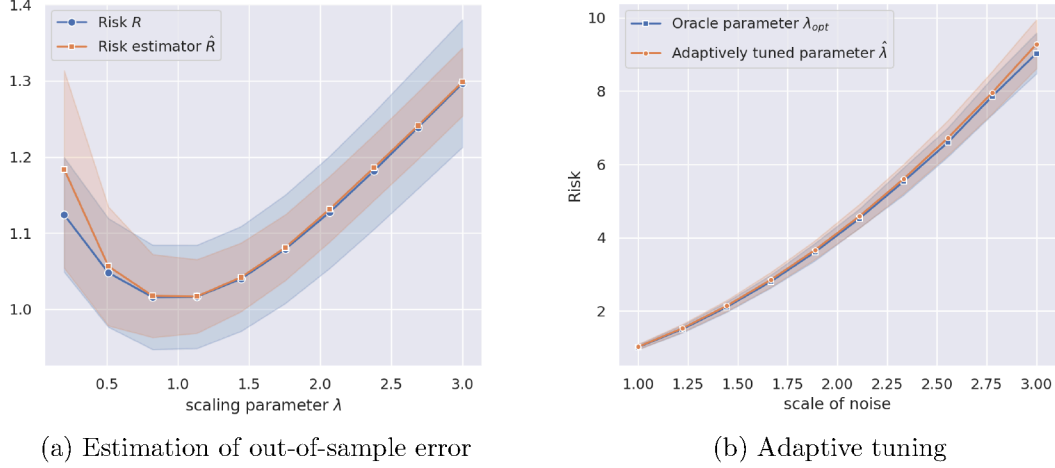 1.4
1.3
1.2
1.1
1.0
Risk R
Risk estimator R̂
0.5
1.0
1.5
2.0
2.5
3.0
scaling parameter λ
(a) Estimation of out-of-sample error
10
8
6
4
2
Risk
Oracle parameter λ_opt
Adaptively tuned parameter λ̂
1.00
1.25
1.50
1.75
2.00
2.25
2.50
2.75
3.00
scale of noise
(b) Adaptive tuning